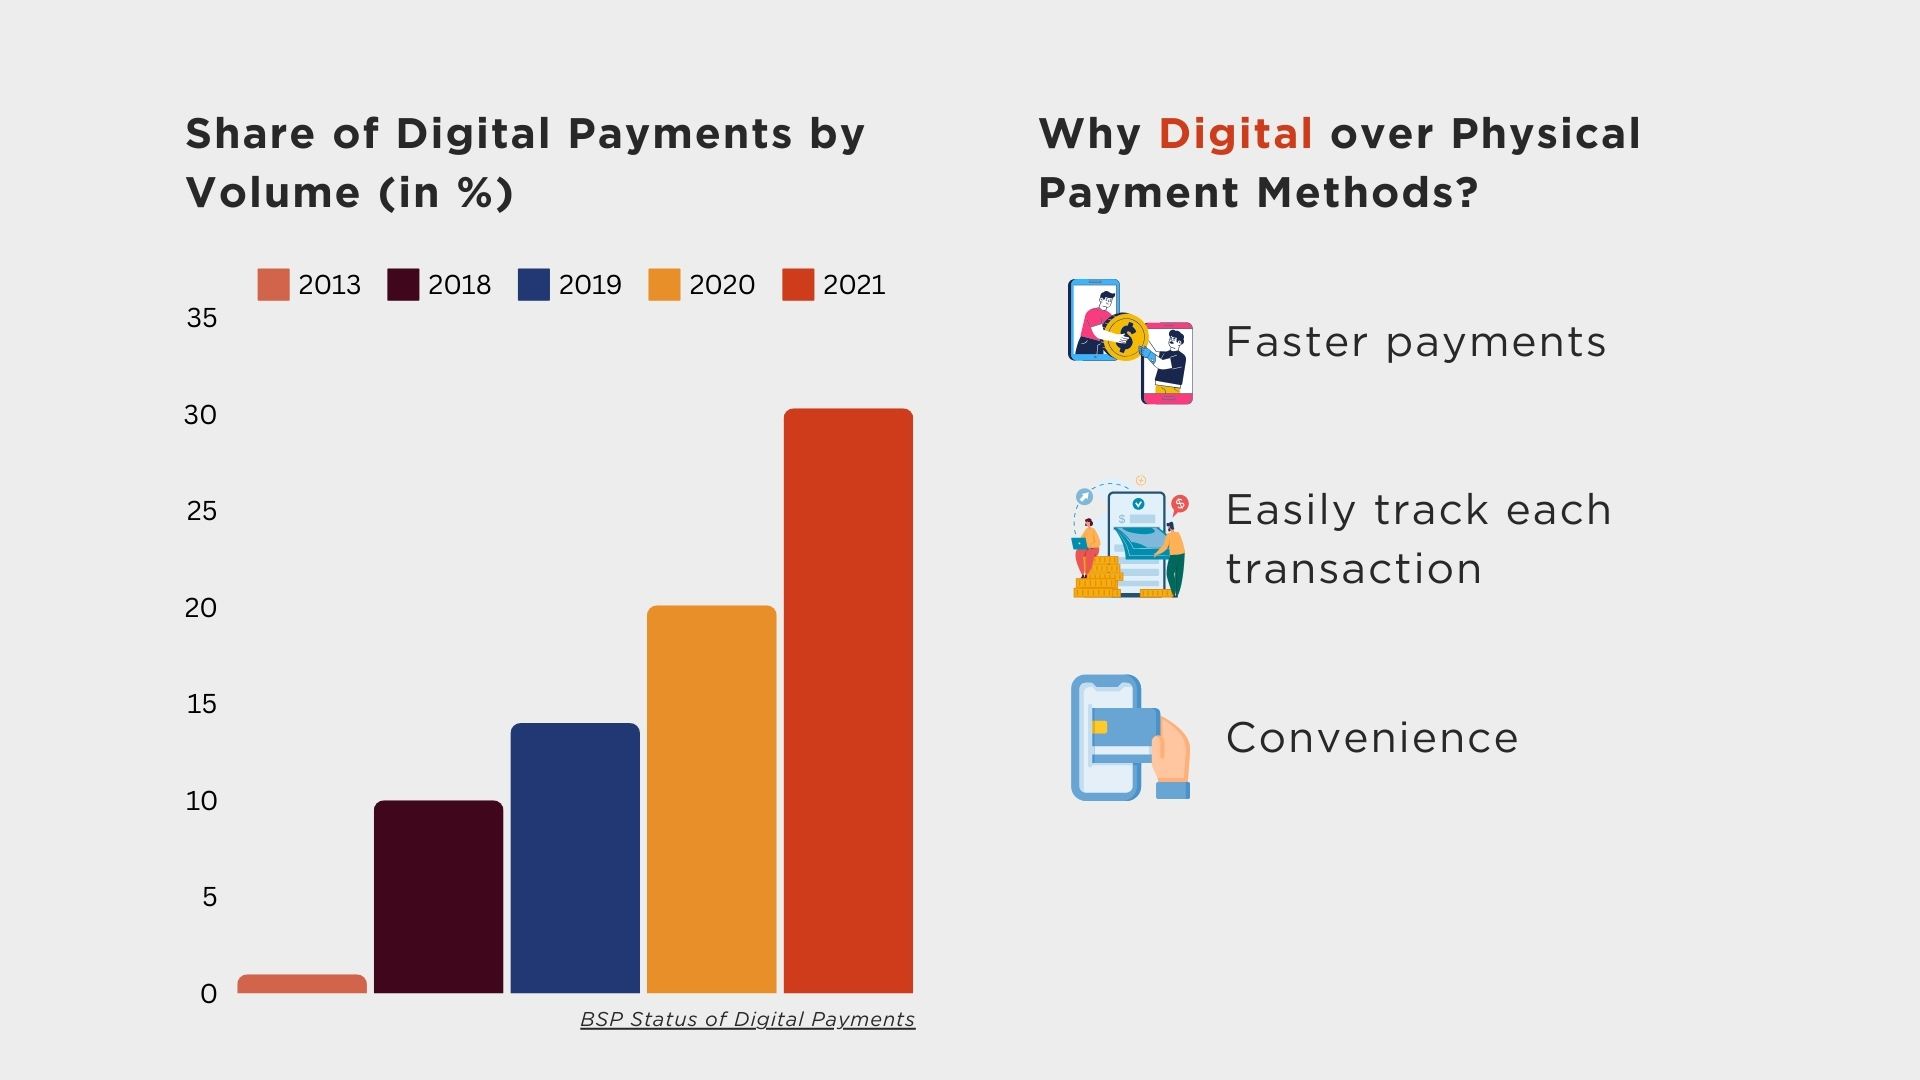 Share of Digital Payments by
Volume (in %)
2013 2018 2019 2020 2021
35
30
25
20
15
10
5
0
BSP Status of Digital Payments
Why Digital over Physical
Payment Methods?
Faster payments
Easily track each
transaction
Convenience